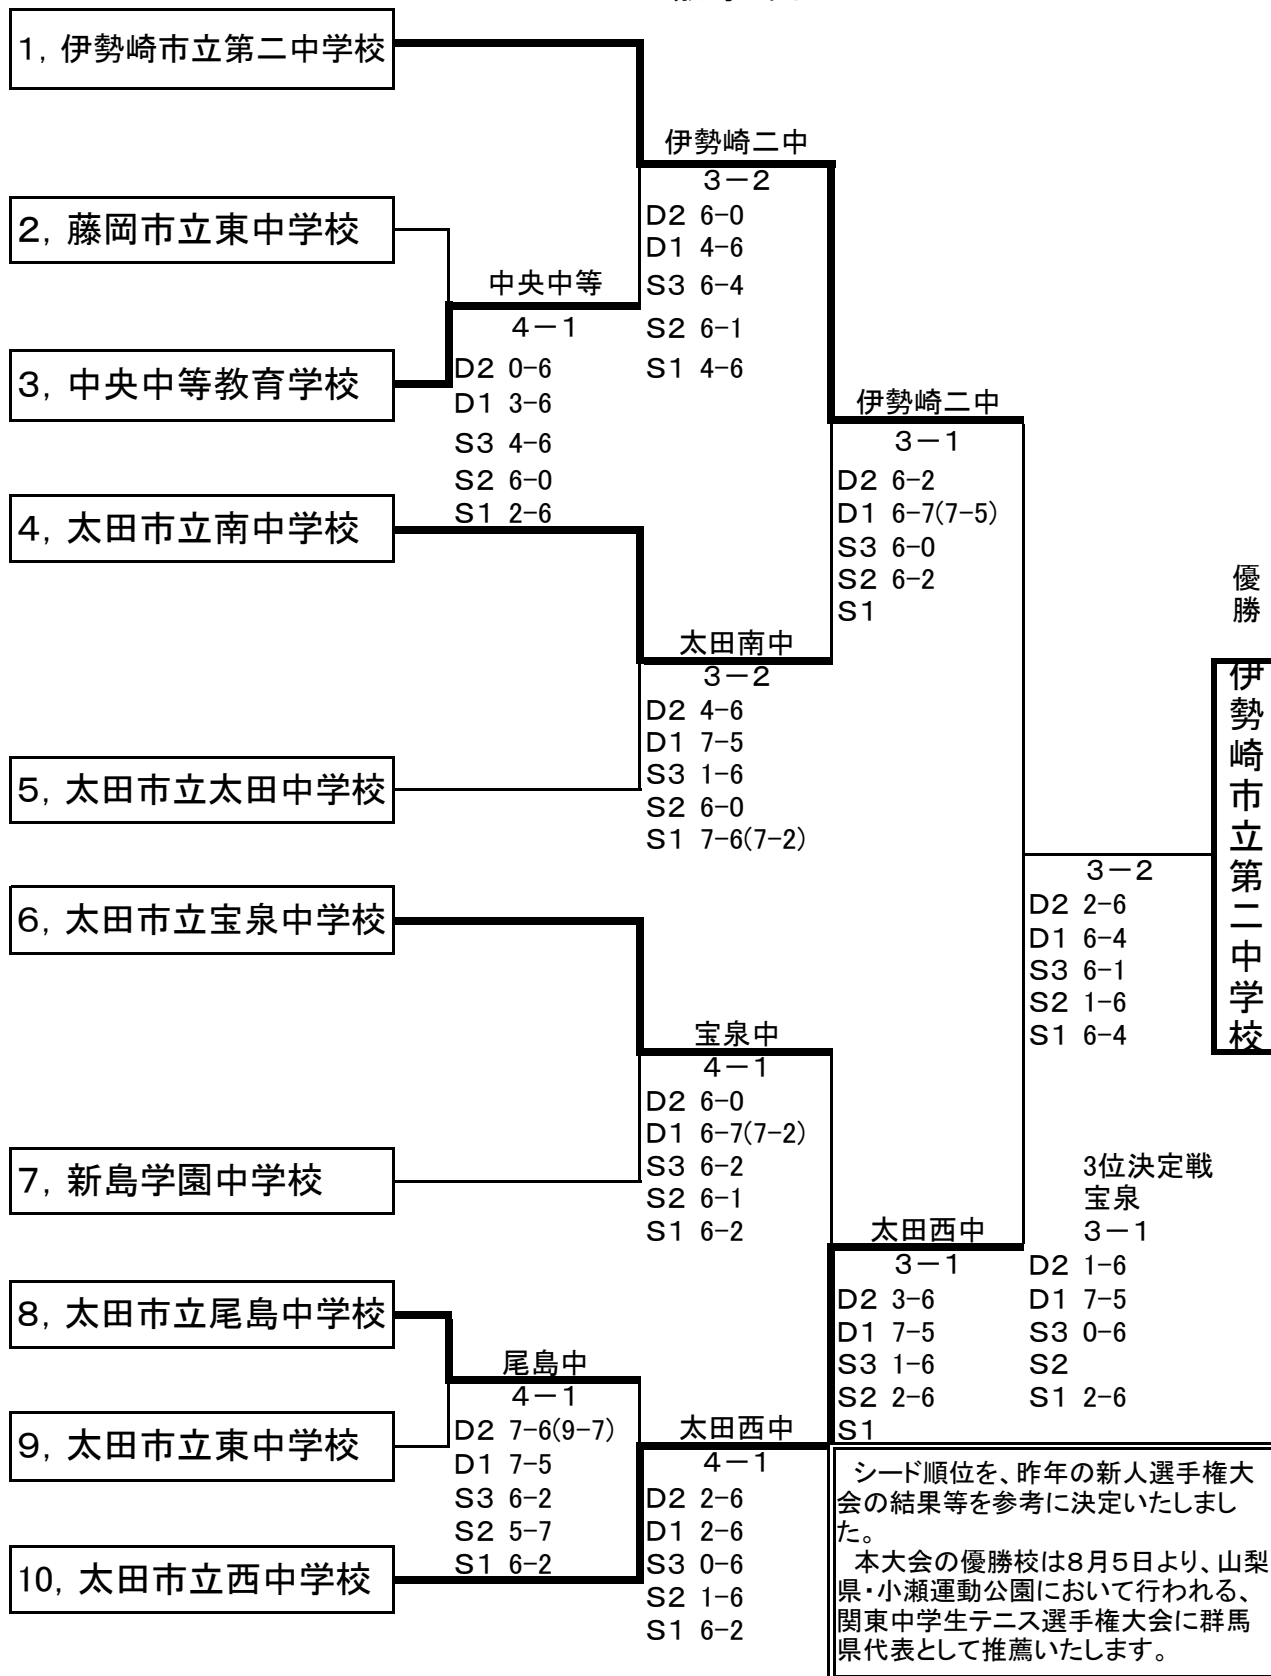 1, 伊勢崎市立第二中学校
2, 藤岡市立東中学校
3, 中央中等教育学校
4, 太田市立南中学校
5, 太田市立太田中学校
6, 太田市立宝泉中学校
7, 新島学園中学校
8, 太田市立尾島中学校
9, 太田市立東中学校
10, 太田市立西中学校
中央中等
4－1
D2 0-6
D1 3-6
S3 4-6
S2 6-0
S1 2-6
尾島中
4－1
D2 7-6(9-7)
D1 7-5
S3 6-2
S2 5-7
S1 6-2
伊勢崎二中
3－2
D2 6-0
D1 4-6
S3 6-4
S2 6-1
S1 4-6
太田南中
3－2
D2 4-6
D1 7-5
S3 1-6
S2 6-0
S1 7-6(7-2)
宝泉中
4－1
D2 6-0
D1 6-7(7-2)
S3 6-2
S2 6-1
S1 6-2
太田西中
4－1
D2 2-6
D1 2-6
S3 0-6
S2 1-6
S1 6-2
伊勢崎二中
3－1
D2 6-2
D1 6-7(7-5)
S3 6-0
S2 6-2
S1
太田西中
3－1
D2 3-6
D1 7-5
S3 1-6
S2 2-6
S1
3－2
D2 2-6
D1 6-4
S3 6-1
S2 1-6
S1 6-4
優勝
伊勢崎市立第二中学校
3位決定戦
宝泉
3－1
D2 1-6
D1 7-5
S3 0-6
S2
S1 2-6
シード順位を、昨年の新人選手権大
会の結果等を参考に決定いたしまし
た。
本大会の優勝校は８月５日より、山梨
県・小瀬運動公園において行われる、
関東中学生テニス選手権大会に群馬
県代表として推薦いたします。